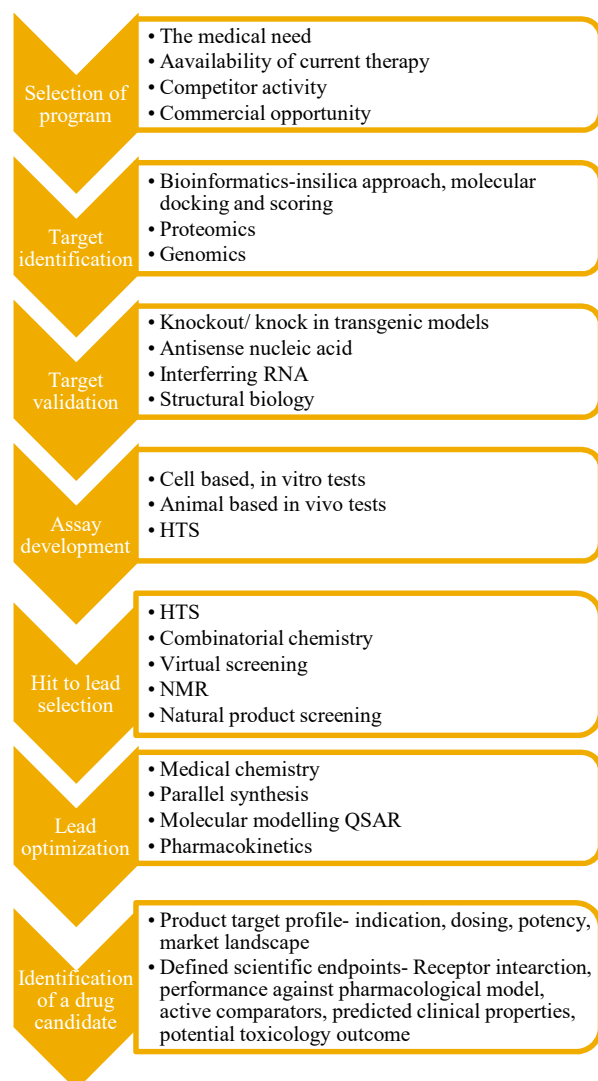 Selection of
program
• The medical need
• Aavailability of current therapy
• Competitor activity
• Commercial opportunity
Target
identification
• Bioinformatics-insilica approach, molecular
docking and scoring
• Proteomics
• Genomics
Target
validation
• Knockout/ knock in transgenic models
• Antisense nucleic acid
• Interferring RNA
• Structural biology
Assay
development
• Cell based, in vitro tests
• Animal based in vivo tests
• HTS
Hit to lead
selection
• HTS
• Combinatorial chemistry
• Virtual screening
• NMR
• Natural product screening
Lead
optimization
• Medical chemistry
• Parallel synthesis
• Molecular modelling QSAR
• Pharmacokinetics
Identification
of a drug
candidate
• Product target profile- indication, dosing, potency,
market landscape
• Defined scientific endpoints- Receptor intearction,
performance against pharmacological model,
active comparators, predicted clinical properties,
potential toxicology outcome